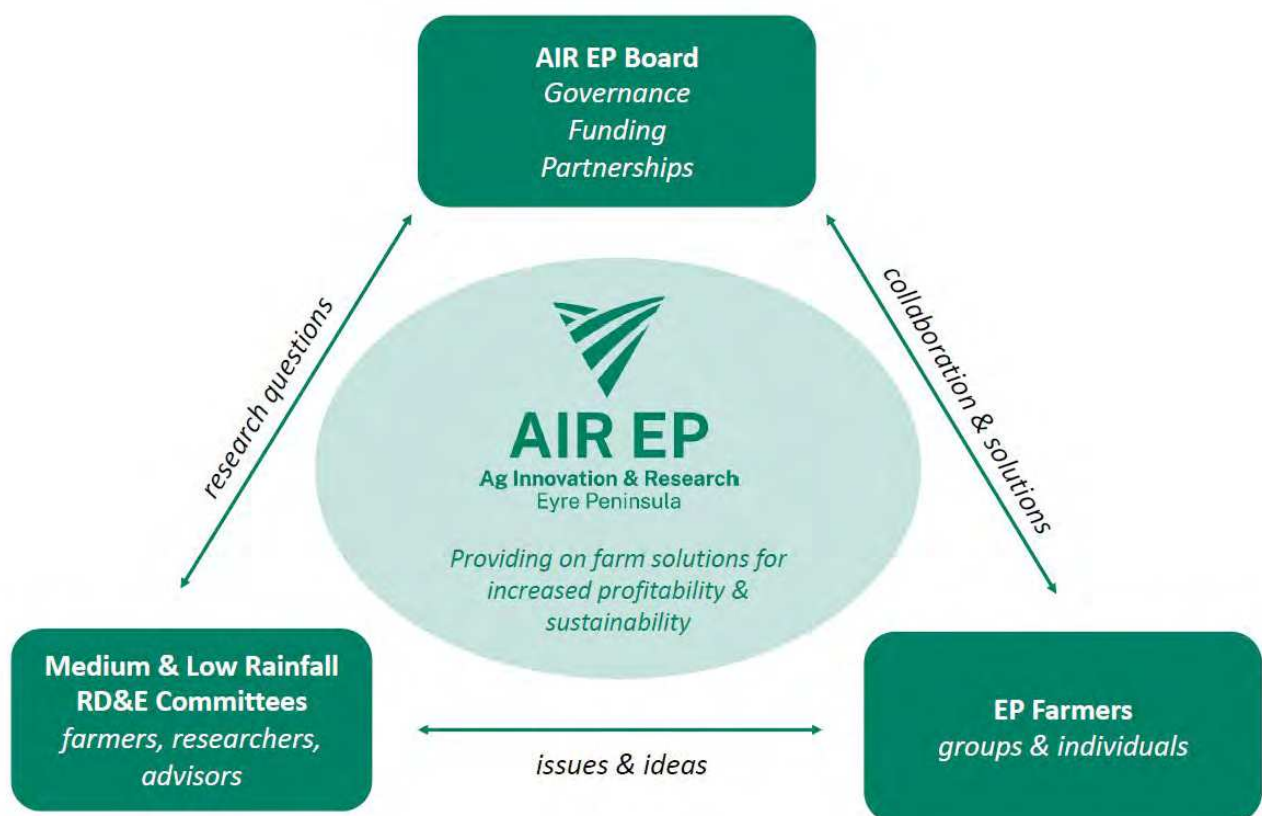 AIR EP Board
Governance
Funding
Partnerships
research questions
collaboration & solutions
AIR EP
Ag Innovation & Research
Eyre Peninsula
Providing on farm solutions for
increased profitability &
sustainability
Medium & Low Rainfall
RD&E Committees
farmers, researchers,
advisors
issues & ideas
EP Farmers
groups & individuals